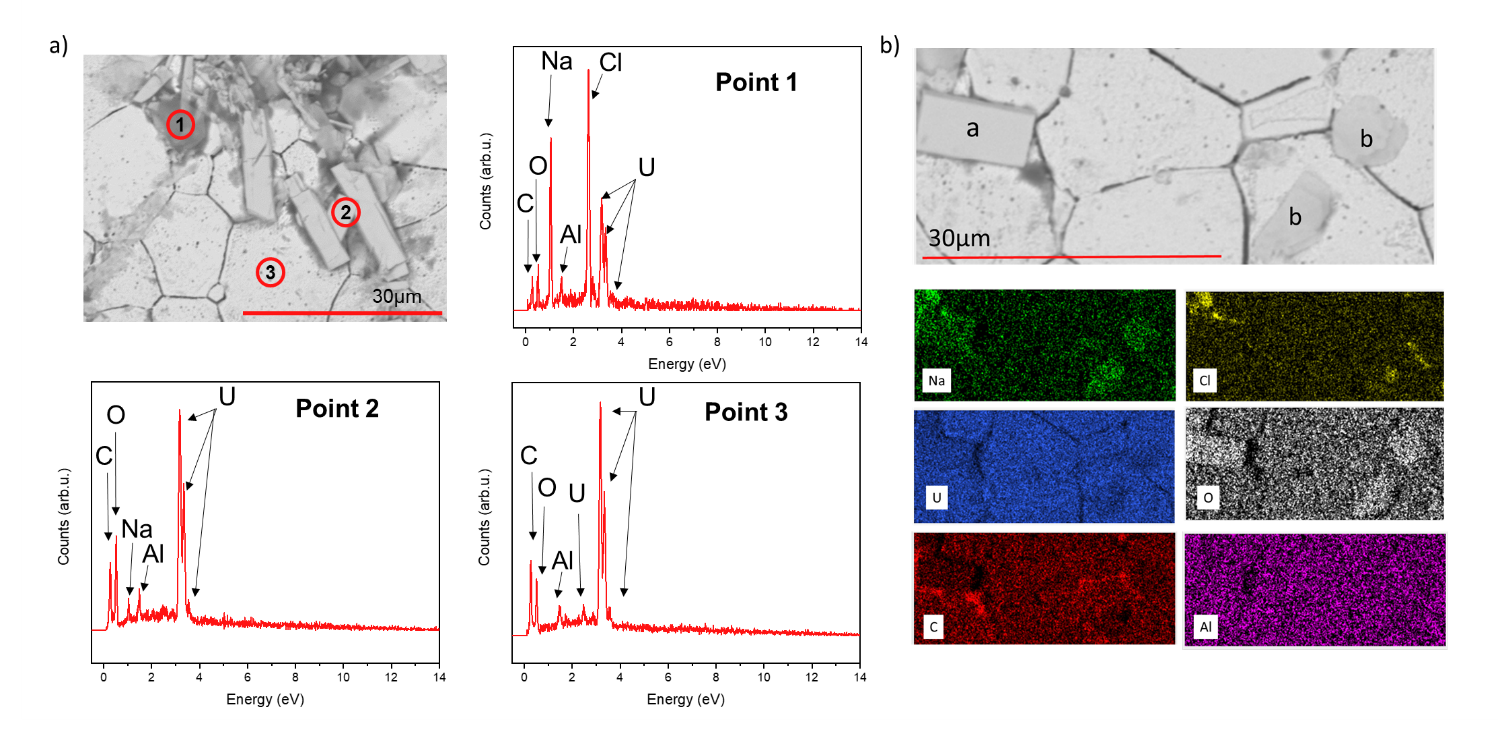 a)
1
2
3
30µm
Point 1
Na
Cl
O
C
Al
U
Counts (arb.u.)
0 2 4 6 8 10 12 14
Energy (eV)
Point 2
U
O
C
Na
Al
Counts (arb.u.)
0 2 4 6 8 10 12 14
Energy (eV)
Point 3
U
C
O
U
Al
Counts (arb.u.)
0 2 4 6 8 10 12 14
Energy (eV)
b)
a
b
b
30µm
Na
Cl
U
O
C
Al